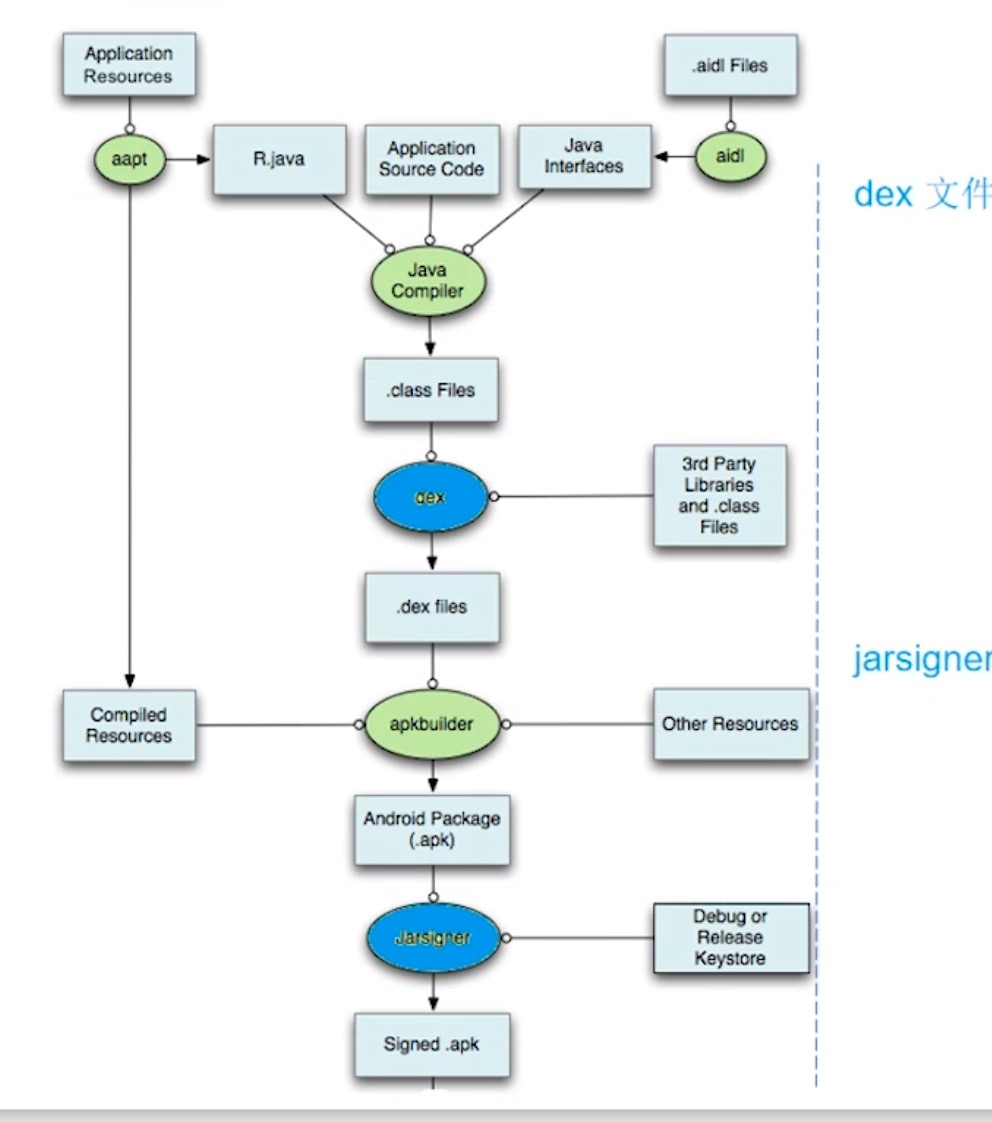 Application
Resources
.aidl Files
aapt
R.java
Application
Source Code
Java
Interfaces
aidl
dex 文件
Java
Compiler
.class Files
dex
3rd Party
Libraries
and .class
Files
.dex files
jarsigner
Compiled
Resources
apkbuilder
Other Resources
Android Package
(.apk)
Jarsigner
Debug or
Release
Keystore
Signed .apk